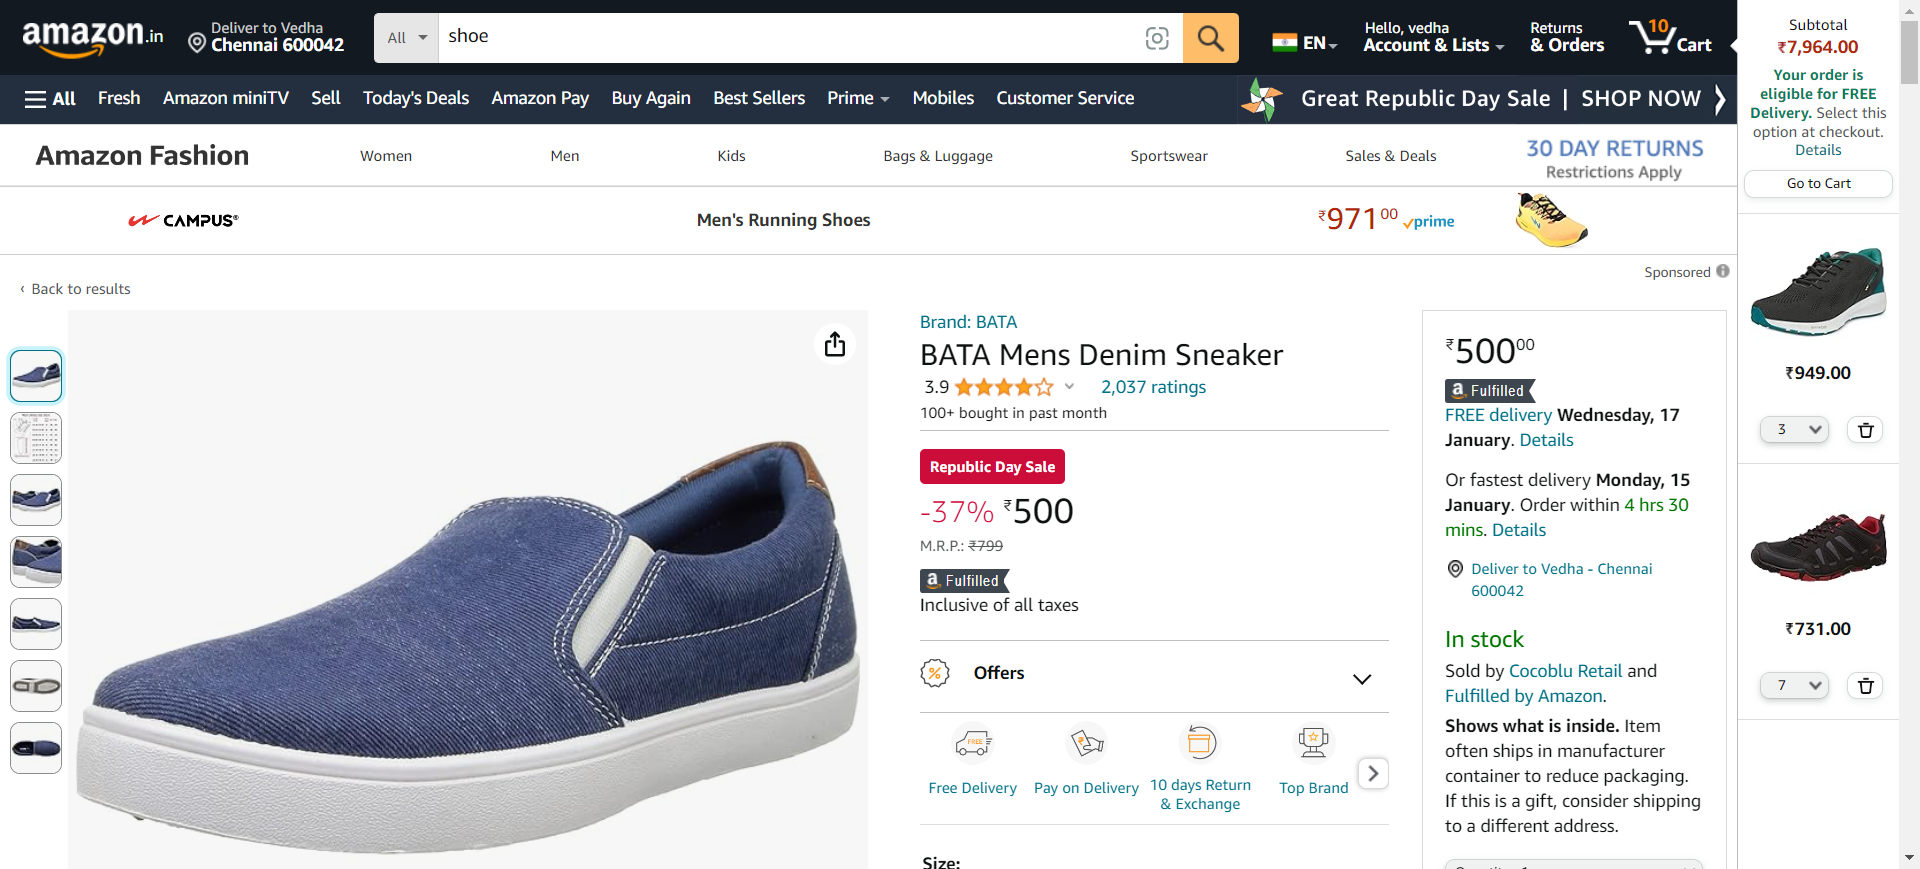 amazon.in
Deliver to Vedha
Chennai 600042
All
shoe
EN
Hello, vedha
Account & Lists
Returns
& Orders
10
Cart
All
Fresh
Amazon miniTV
Sell
Today's Deals
Amazon Pay
Buy Again
Best Sellers
Prime
Mobiles
Customer Service
Great Republic Day Sale | SHOP NOW
Subtotal
₹7,964.00
Your order is
eligible for FREE
Delivery. Select this
option at checkout.
Details
Go to Cart
Amazon Fashion
Women
Men
Kids
Bags & Luggage
Sportswear
Sales & Deals
30 DAY RETURNS
Restrictions Apply
CAMPUS®
Men's Running Shoes
₹97100 prime
Sponsored
‹ Back to results
Brand: BATA
BATA Mens Denim Sneaker
3.9
2,037 ratings
100+ bought in past month
Republic Day Sale
-37% ₹500
M.R.P.: ₹799
a Fulfilled
Inclusive of all taxes
Offers
FREE
Free Delivery
Pay on Delivery
10 days Return
& Exchange
Top Brand
Size:
₹50000
a Fulfilled
FREE delivery Wednesday, 17
January. Details
Or fastest delivery Monday, 15
January. Order within 4 hrs 30
mins. Details
Deliver to Vedha - Chennai
600042
In stock
Sold by Cocoblu Retail and
Fulfilled by Amazon.
Shows what is inside. Item
often ships in manufacturer
container to reduce packaging.
If this is a gift, consider shipping
to a different address.
₹949.00
3
₹731.00
7